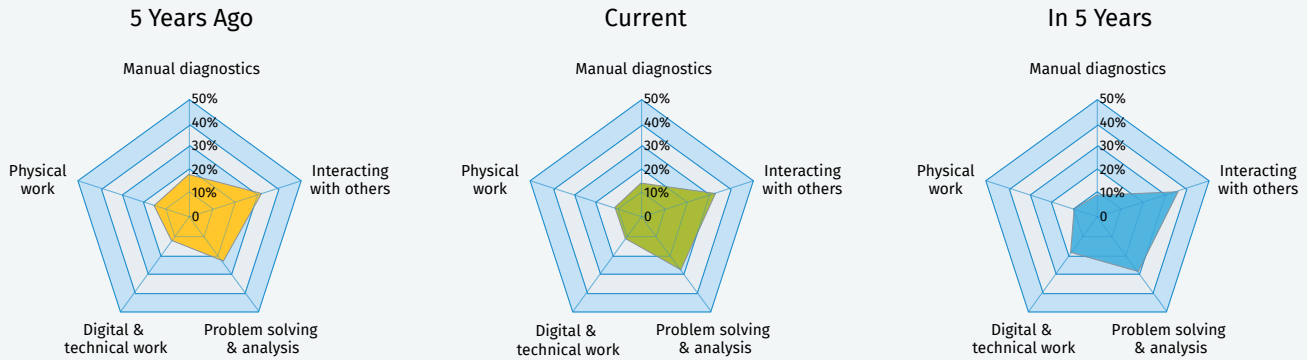 5 Years Ago
Manual diagnostics
50%
40%
30%
20%
10%
0
Physical
work
Interacting
with others
Digital &
technical work
Problem solving
& analysis
Current
Manual diagnostics
50%
40%
30%
20%
10%
0
Physical
work
Interacting
with others
Digital &
technical work
Problem solving
& analysis
In 5 Years
Manual diagnostics
50%
40%
30%
20%
10%
0
Physical
work
Interacting
with others
Digital &
technical work
Problem solving
& analysis